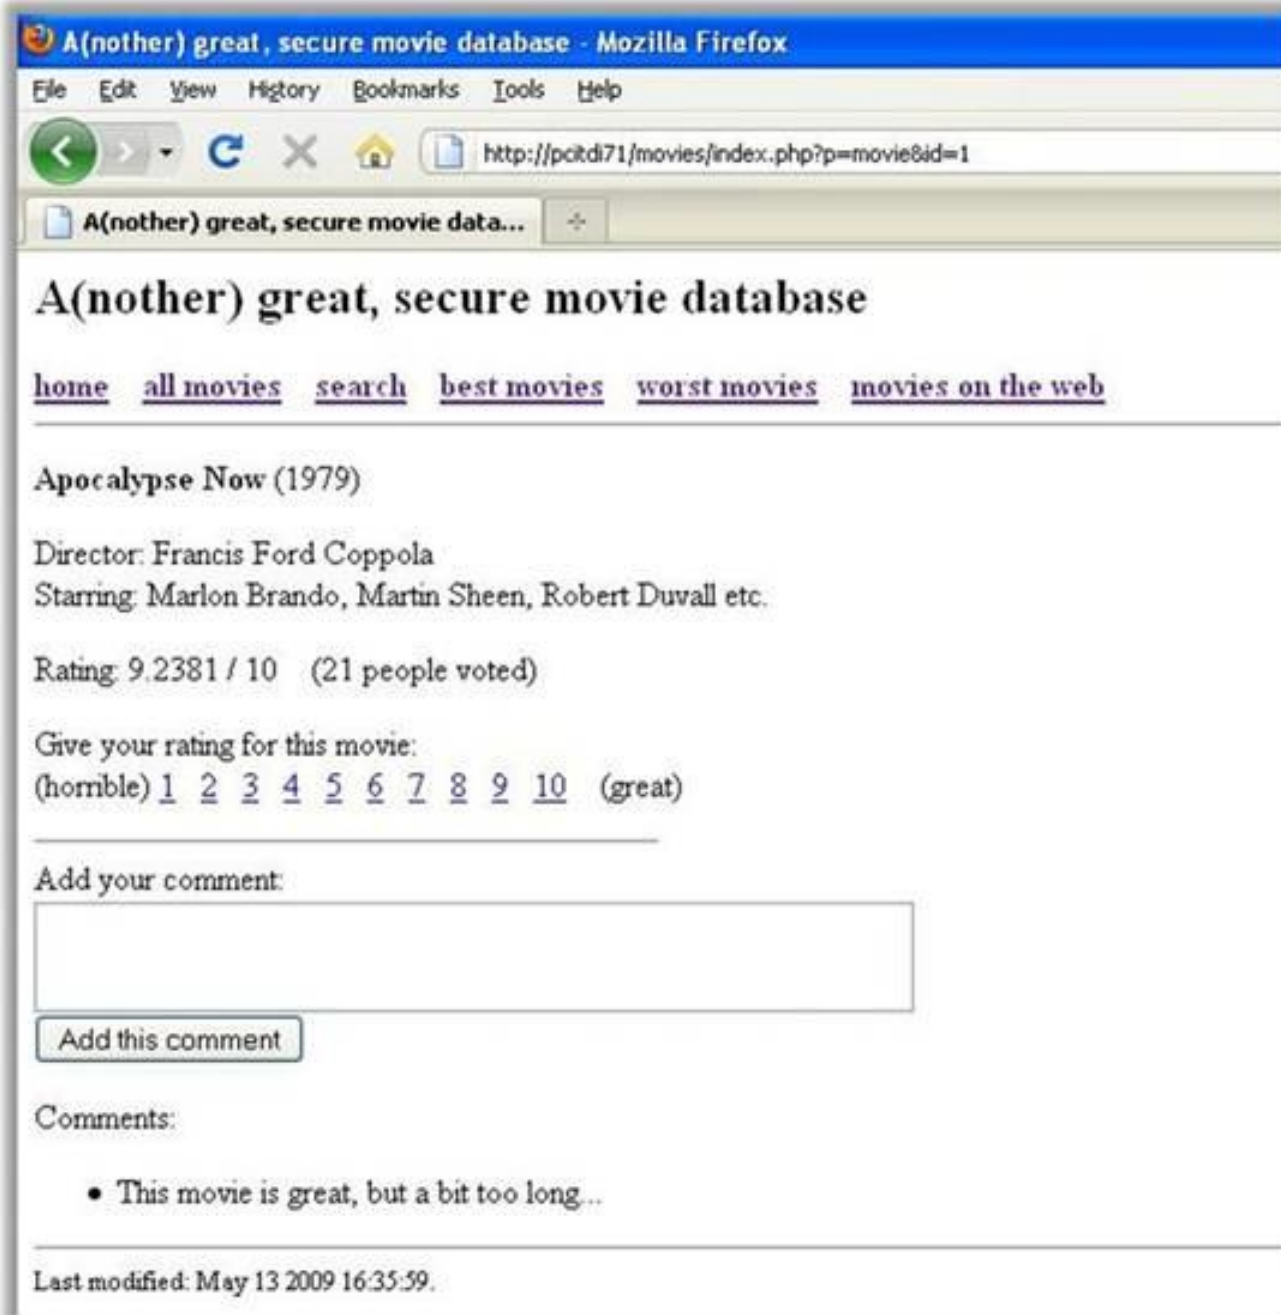 A(nother) great, secure movie database - Mozilla Firefox
File Edit View History Bookmarks Tools Help
http://pcitdi71/movies/index.php?p=movie&id=1
A(nother) great, secure movie data...
A(nother) great, secure movie database
home all movies search best movies worst movies movies on the web
Apocalypse Now (1979)
Director: Francis Ford Coppola
Starring: Marlon Brando, Martin Sheen, Robert Duvall etc.
Rating: 9.2381 / 10 (21 people voted)
Give your rating for this movie:
(horrible) 1 2 3 4 5 6 7 8 9 10 (great)
Add your comment:
Add this comment
Comments:
• This movie is great, but a bit too long...
Last modified: May 13 2009 16:35:59.